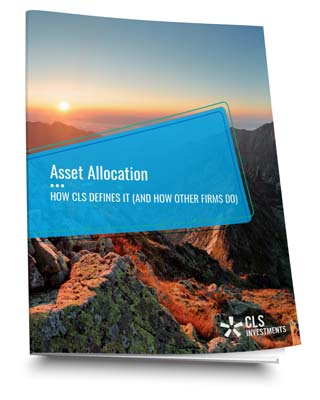 Asset Allocation
HOW CLS DEFINES IT (AND HOW OTHER FIRMS DO)
CLS
INVESTMENTS